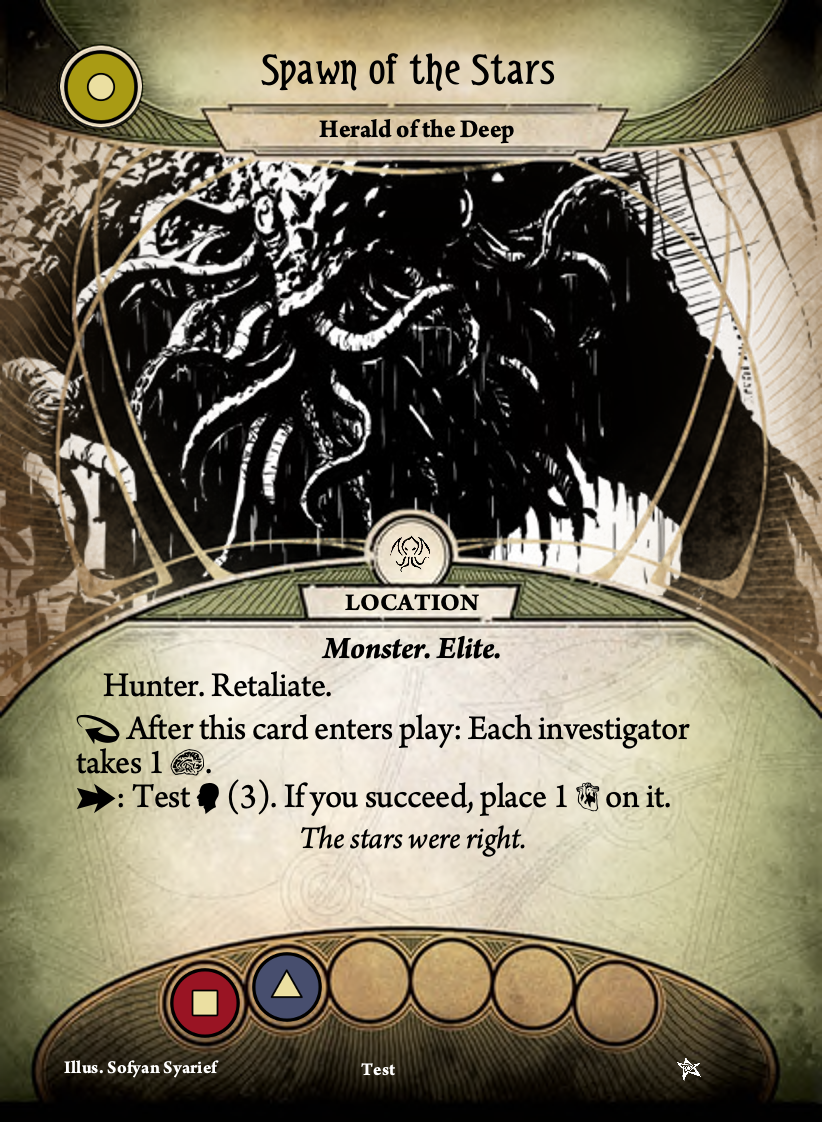 Spawn of the Stars
Herald of the Deep
LOCATION
Monster. Elite.
Hunter. Retaliate.
After this card enters play: Each investigator
takes 1 .
: Test (3). If you succeed, place 1 on it.
The stars were right.
Illus. Sofyan Syarief
Test